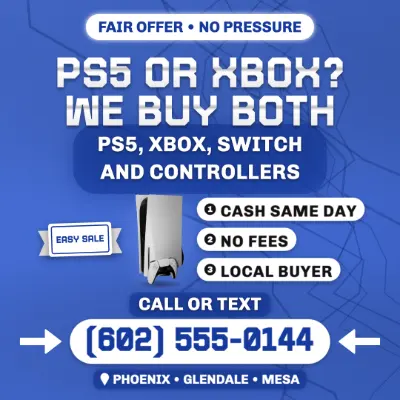 FAIR OFFER • NO PRESSURE
PS5 OR XBOX?
WE BUY BOTH
PS5, XBOX, SWITCH
AND CONTROLLERS
1 CASH SAME DAY
EASY SALE
2 NO FEES
3 LOCAL BUYER
CALL OR TEXT
(602) 555-0144
PHOENIX • GLENDALE • MESA